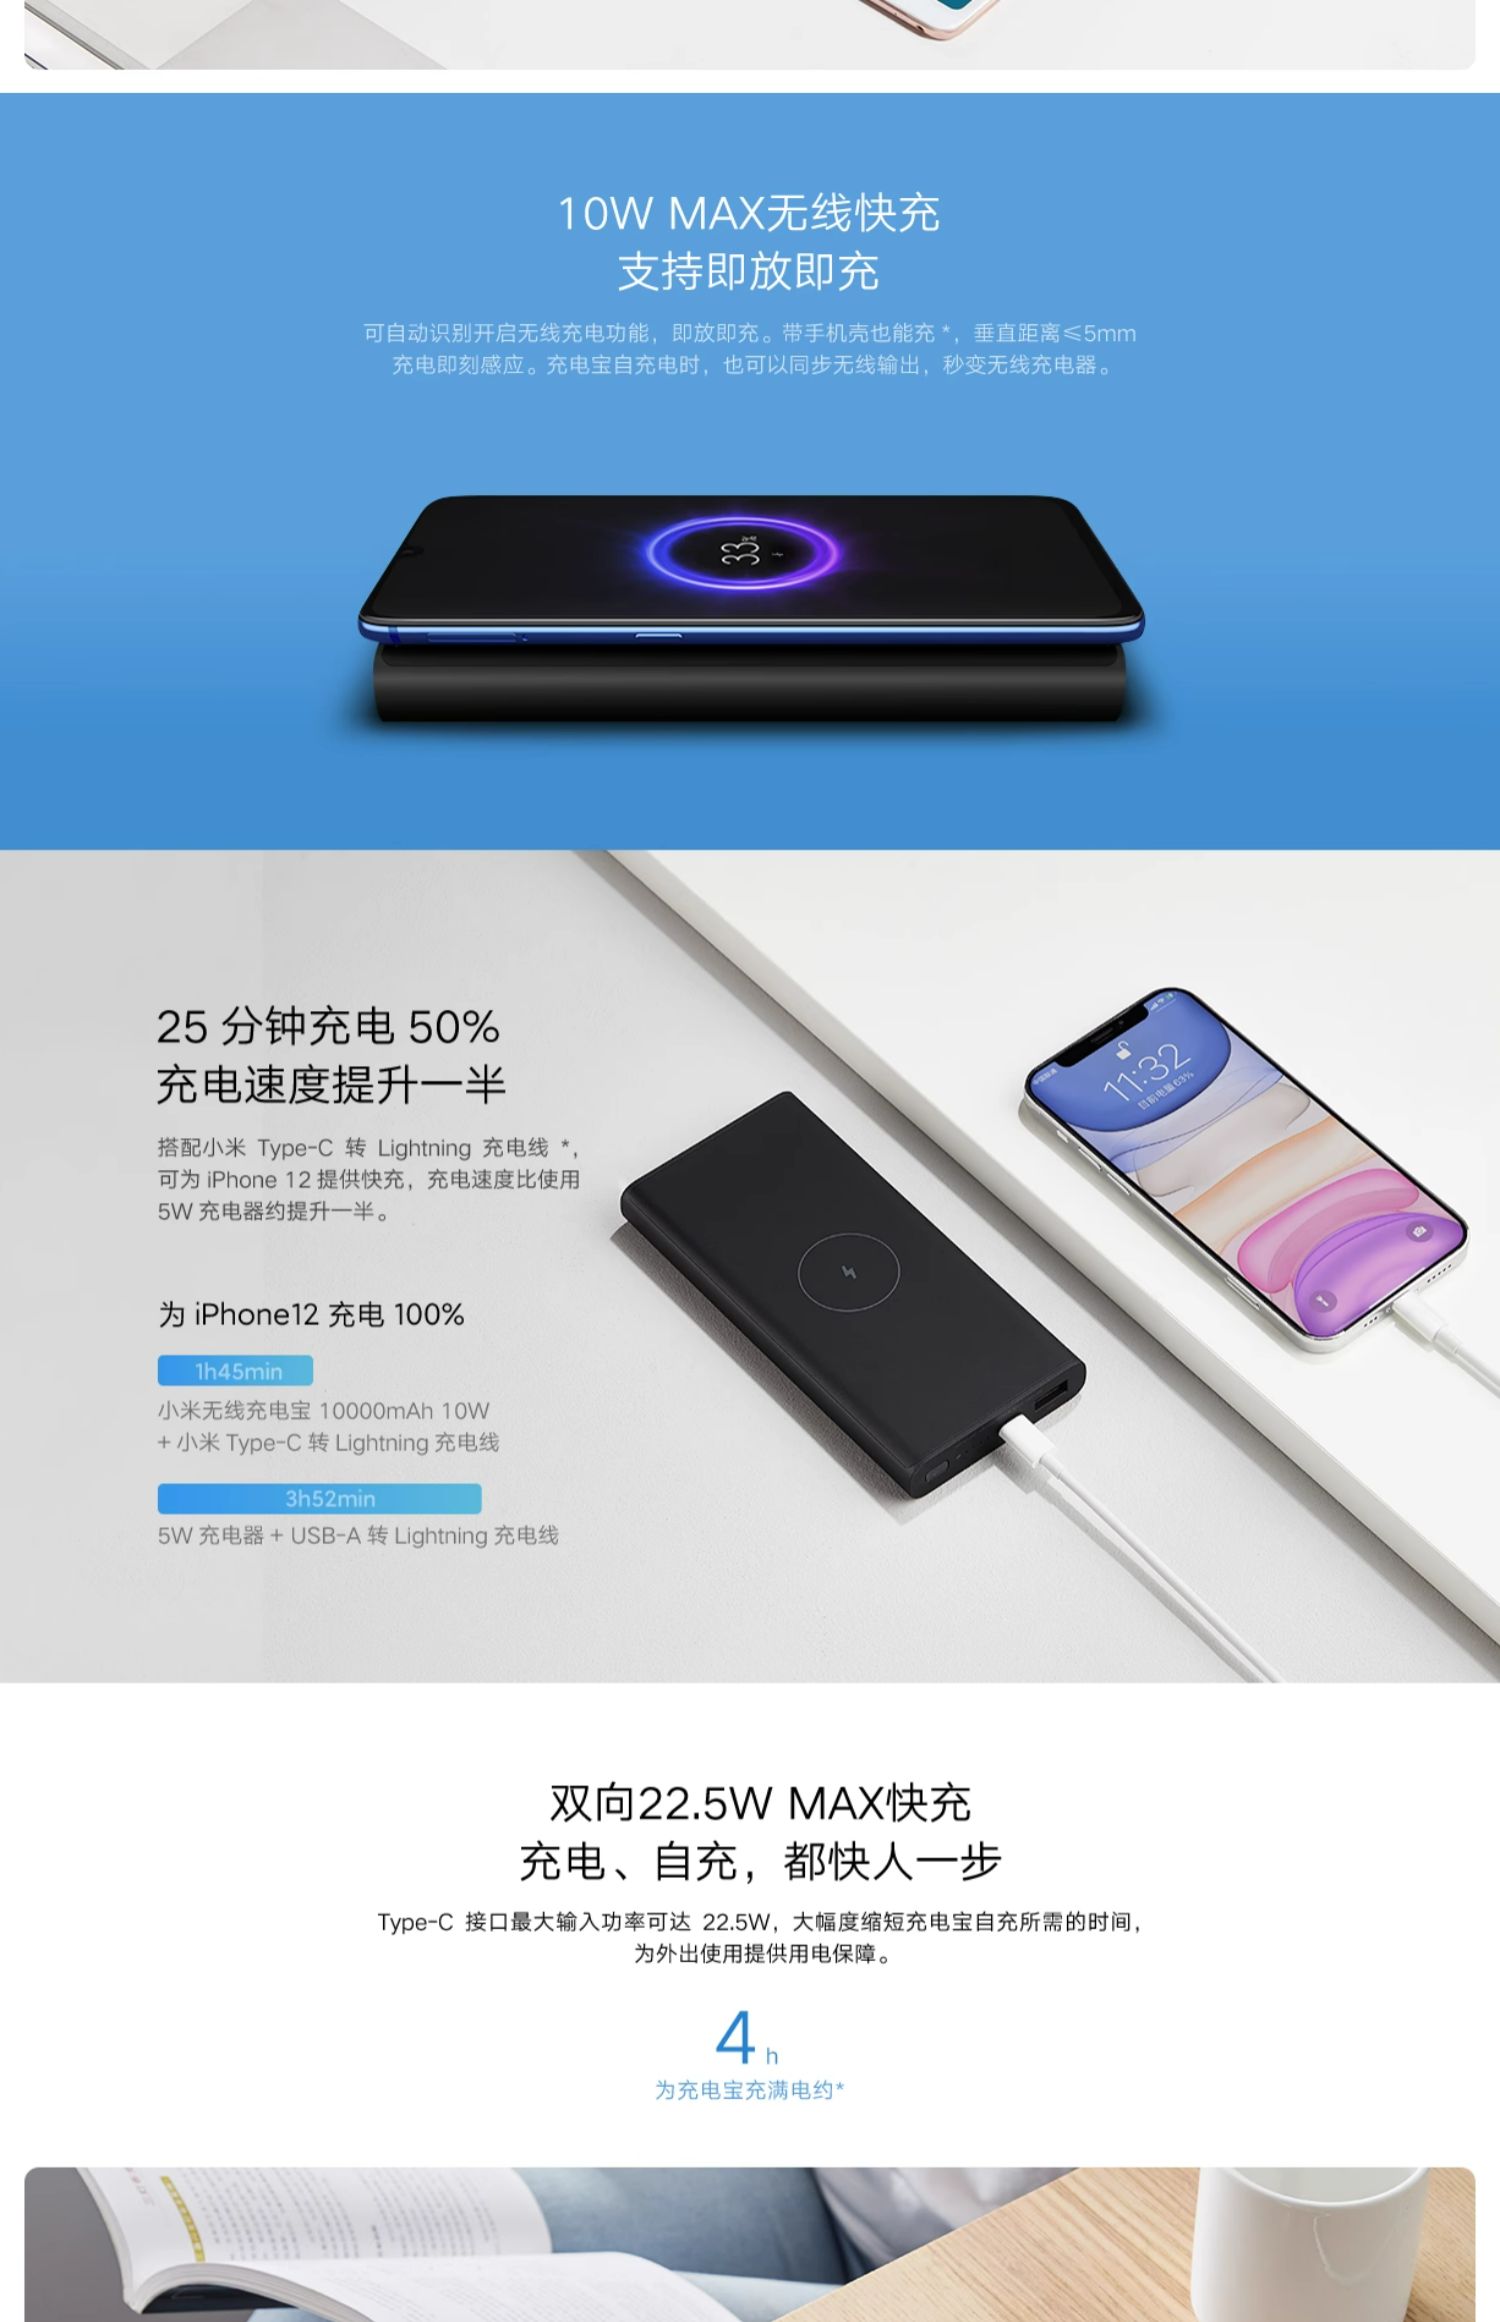 10W MAX无线快充
支持即放即充
可自动识别开启无线充电功能，即放即充。带手机壳也能充 *，垂直距离≤5mm
充电即刻感应。充电宝自充电时，也可以同步无线输出，秒变无线充电器。
33%
25 分钟充电 50%
充电速度提升一半
搭配小米 Type-C 转 Lightning 充电线 *，
可为 iPhone 12 提供快充，充电速度比使用
5W 充电器约提升一半。
11:32
目前电量 63%
为 iPhone12 充电 100%
1h45min
小米无线充电宝 10000mAh 10W
+ 小米 Type-C 转 Lightning 充电线
3h52min
5W 充电器 + USB-A 转 Lightning 充电线
双向22.5W MAX快充
充电、自充，都快人一步
Type-C 接口最大输入功率可达 22.5W，大幅度缩短充电宝自充所需的时间，
为外出使用提供用电保障。
4 h
为充电宝充满电约*